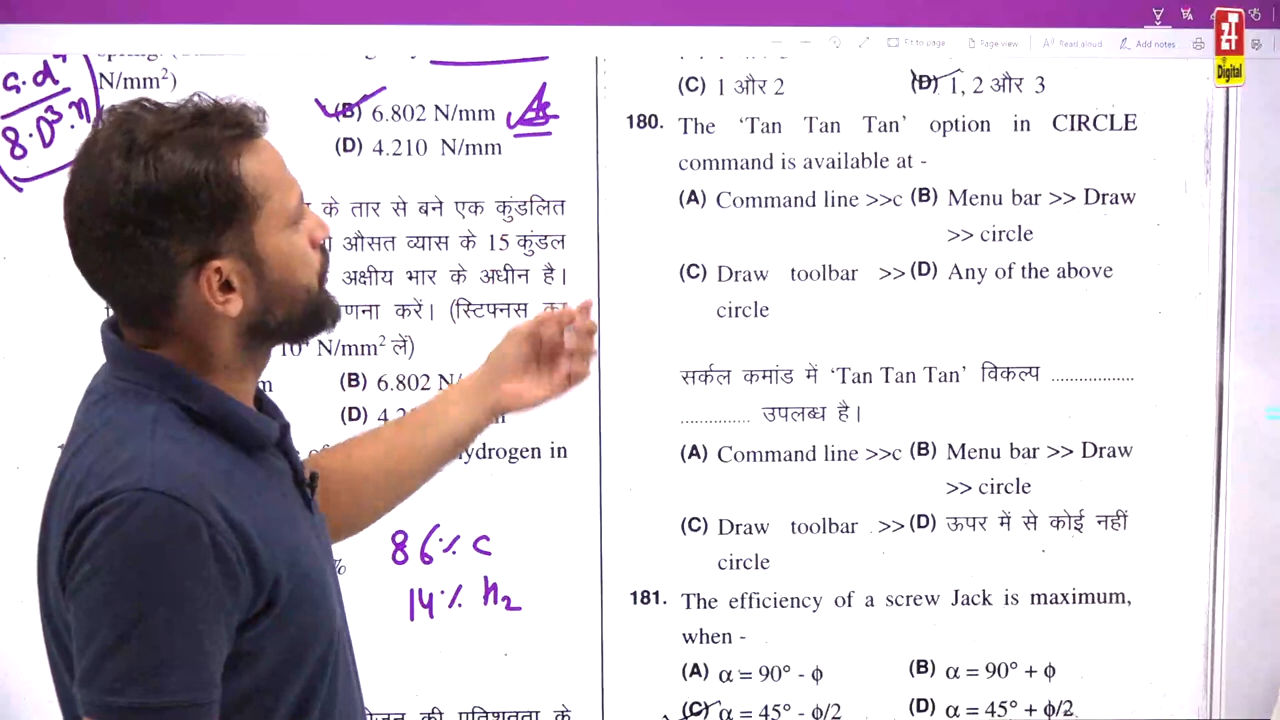 Fit to page
Page view
Read aloud
Add notes
ZT
Digital
G.d⁴
8.D³.n
N/mm²)
(B) 6.802 N/mm
(D) 4.210 N/mm
के तार से बने एक कुंडलित
औसत व्यास के 15 कुंडल
अक्षीय भार के अधीन है।
करें। (स्टिफ्नस का
N/mm² लें)
(B) 6.802
(D)
in
86% C
14% H₂
(C) 1 और 2
(D) 1, 2 और 3
180. The 'Tan Tan Tan' option in CIRCLE
command is available at -
(A) Command line >>c (B) Menu bar >> Draw
>> circle
(C) Draw toolbar >> (D) Any of the above
circle
सर्कल कमांड में 'Tan Tan Tan' विकल्प ..................
............... उपलब्ध है।
(A) Command line >>c (B) Menu bar >> Draw
>> circle
(C) Draw toolbar >> (D) ऊपर में से कोई नहीं
circle
181. The efficiency of a screw Jack is maximum,
when -
(A) α = 90° - ϕ (B) α = 90° + ϕ
(C) α = 45° - ϕ/2 (D) α = 45° + ϕ/2